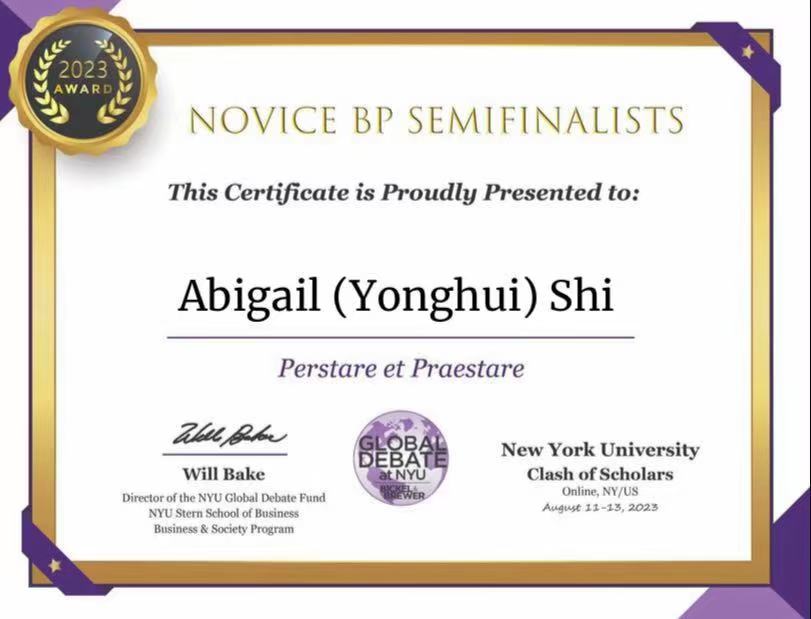 2023
AWARD
NOVICE BP SEMIFINALISTS
This Certificate is Proudly Presented to:
Abigail (Yonghui) Shi
Perstare et Praestare
Will Bake
Will Bake
Director of the NYU Global Debate Fund
NYU Stern School of Business
Business & Society Program
GLOBAL
DEBATE
at NYU
BICKEL &
BREWER
New York University
Clash of Scholars
Online, NY/US
August 11-13, 2023